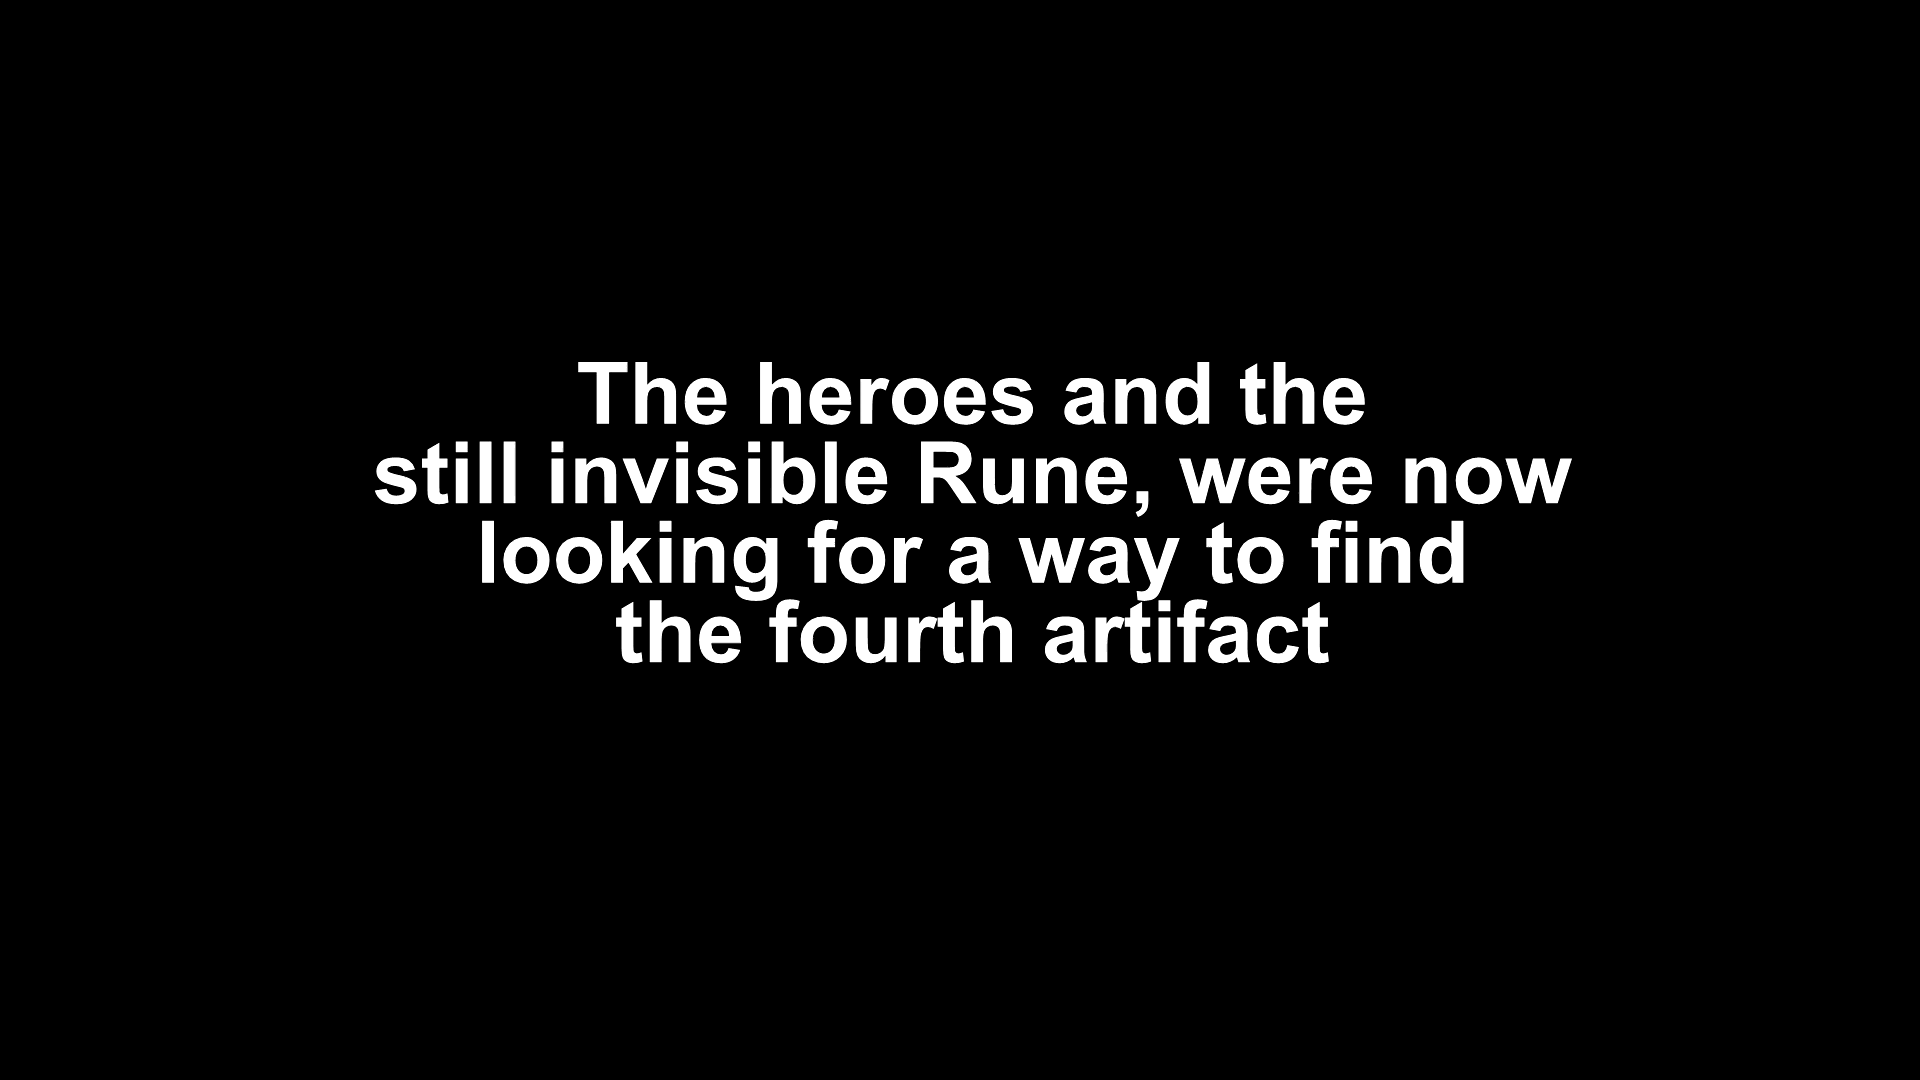 The heroes and the
still invisible Rune, were now
looking for a way to find
the fourth artifact